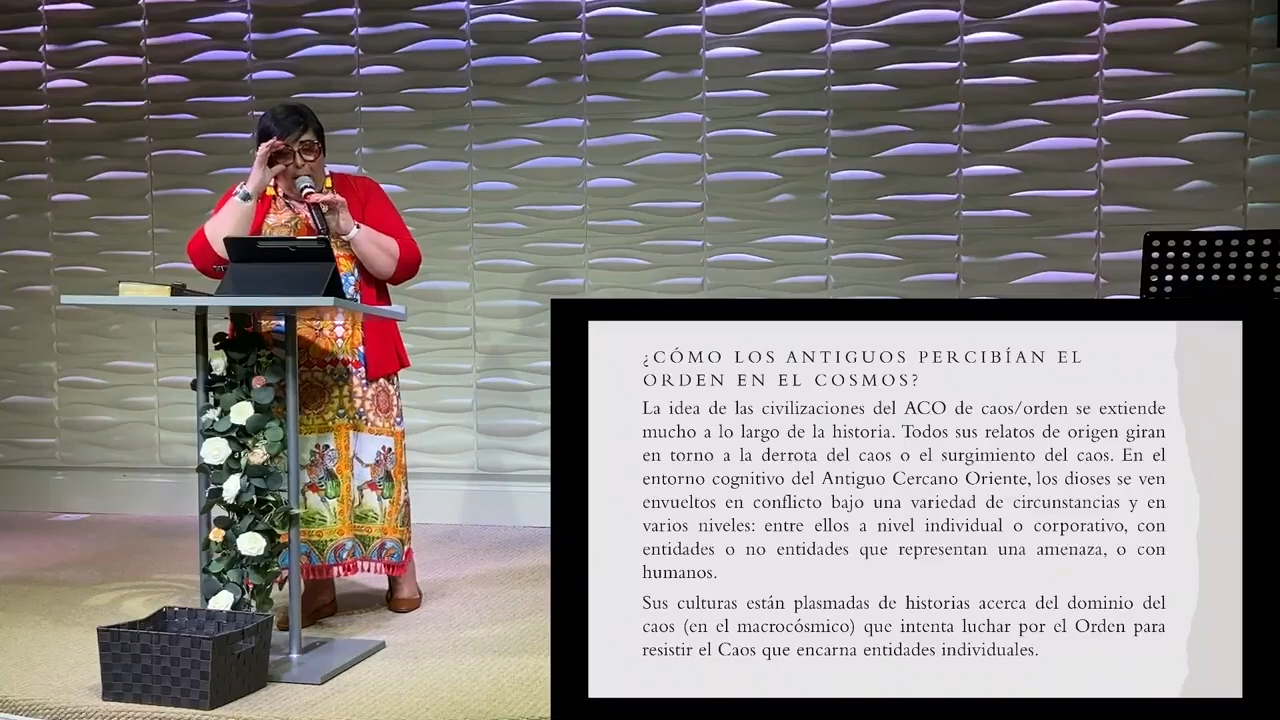 ¿CÓMO LOS ANTIGUOS PERCIBÍAN EL
ORDEN EN EL COSMOS?
La idea de las civilizaciones del ACO de caos/orden se extiende
mucho a lo largo de la historia. Todos sus relatos de origen giran
en torno a la derrota del caos o el surgimiento del caos. En el
entorno cognitivo del Antiguo Cercano Oriente, los dioses se ven
envueltos en conflicto bajo una variedad de circunstancias y en
varios niveles: entre ellos a nivel individual o corporativo, con
entidades o no entidades que representan una amenaza, o con
humanos.
Sus culturas están plasmadas de historias acerca del dominio del
caos (en el macrocósmico) que intenta luchar por el Orden para
resistir el Caos que encarna entidades individuales.